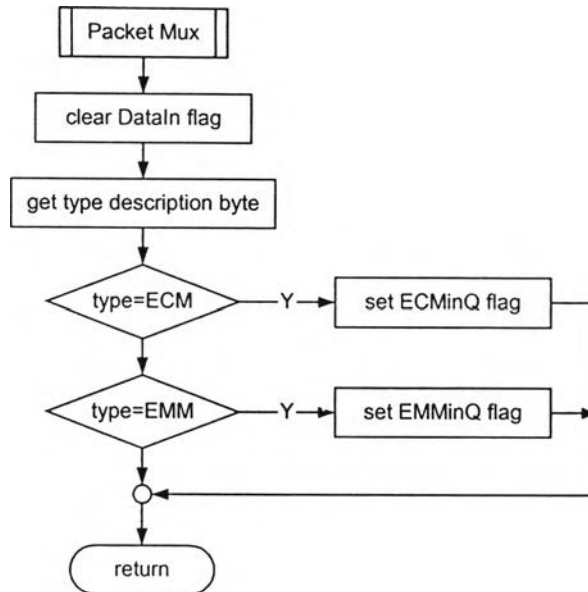 Packet Mux
clear DataIn flag
get type description byte
type=ECM
Y
set ECMinQ flag
type=EMM
Y
set EMMinQ flag
return